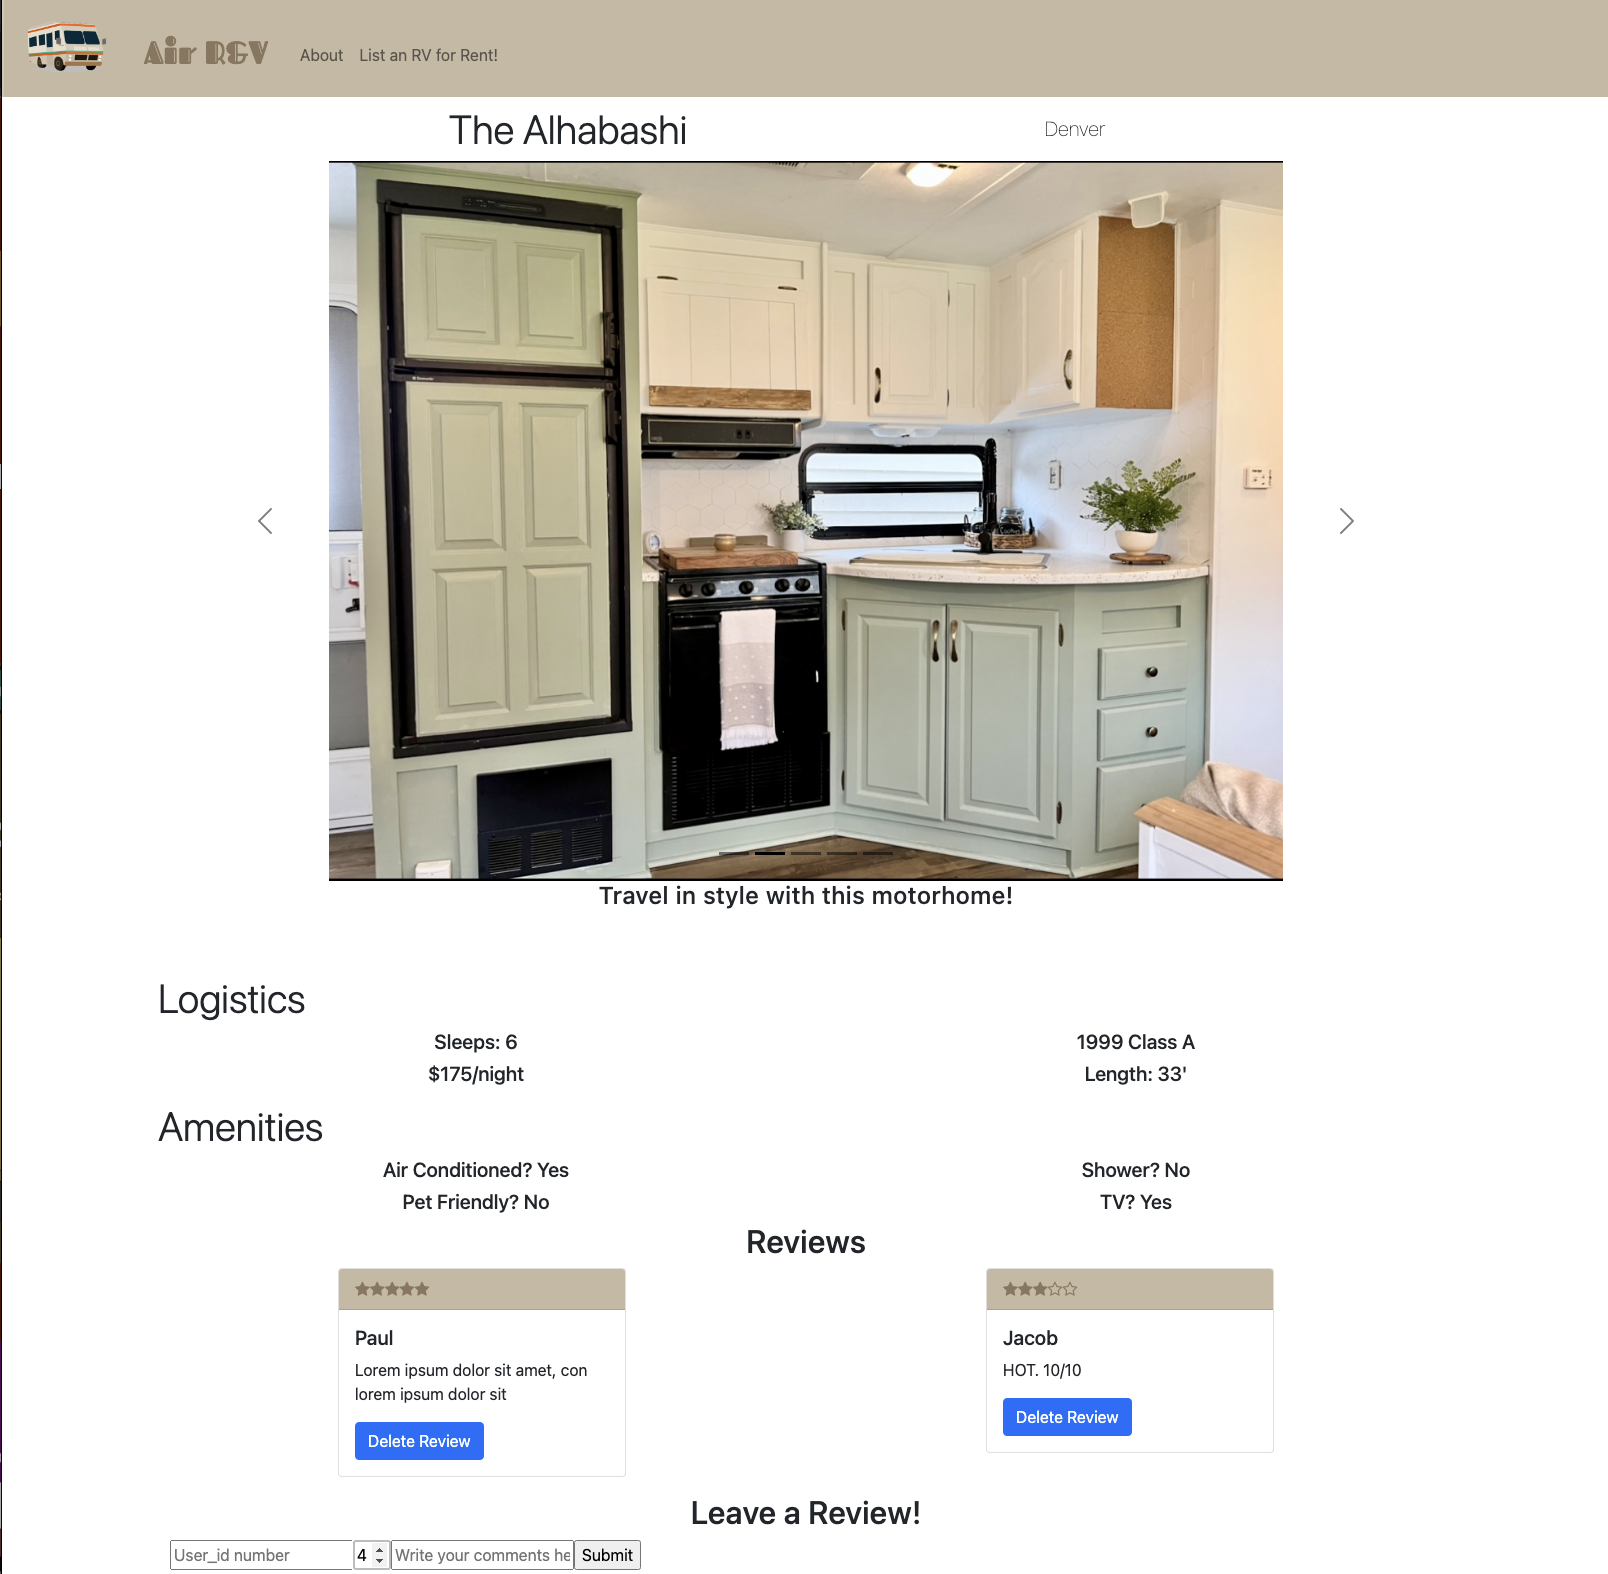 Air R&V
About
List an RV for Rent!
The Alhabashi
Denver
Travel in style with this motorhome!
Logistics
Sleeps: 6
1999 Class A
$175/night
Length: 33'
Amenities
Air Conditioned? Yes
Shower? No
Pet Friendly? No
TV? Yes
Reviews
Paul
Lorem ipsum dolor sit amet, con
lorem ipsum dolor sit
Delete Review
Jacob
HOT. 10/10
Delete Review
Leave a Review!
User_id number
4
Write your comments he
Submit